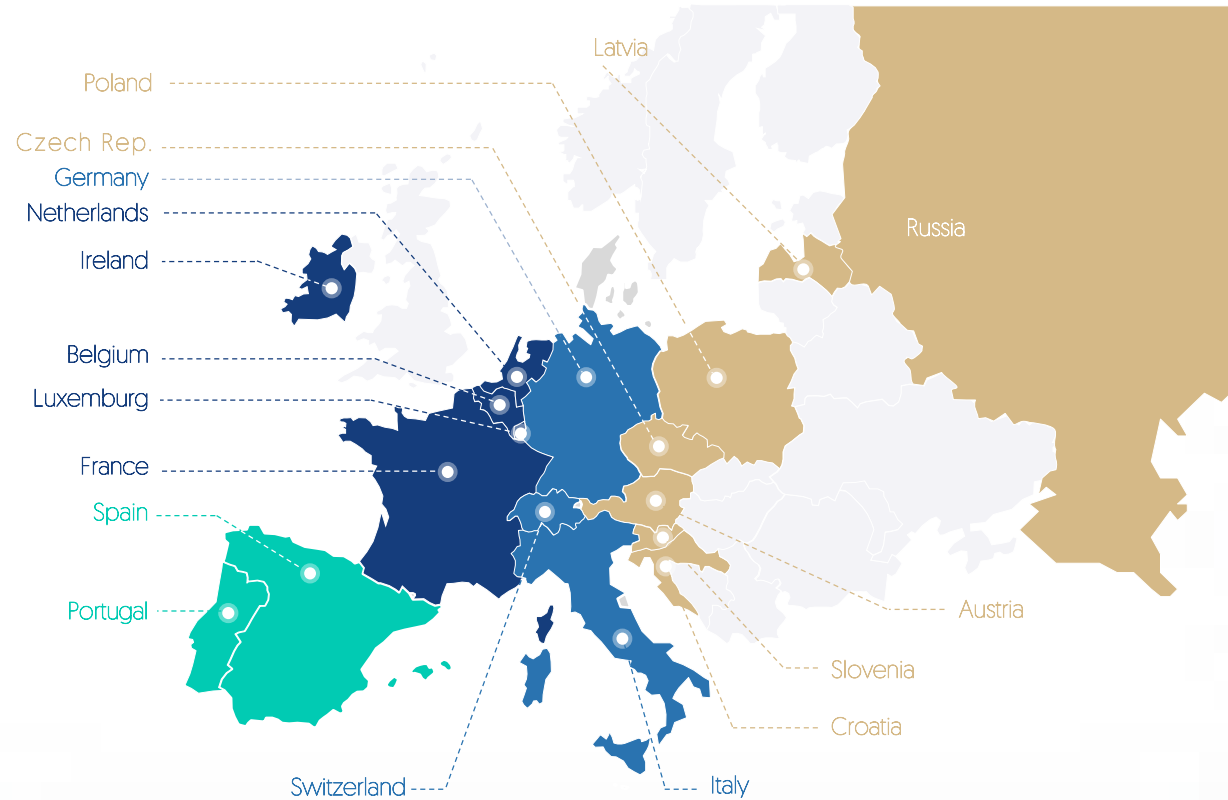 Latvia
Poland
Czech Rep.
Germany
Netherlands
Russia
Ireland
Belgium
Luxemburg
France
Spain
Portugal
Austria
Slovenia
Croatia
Switzerland
Italy